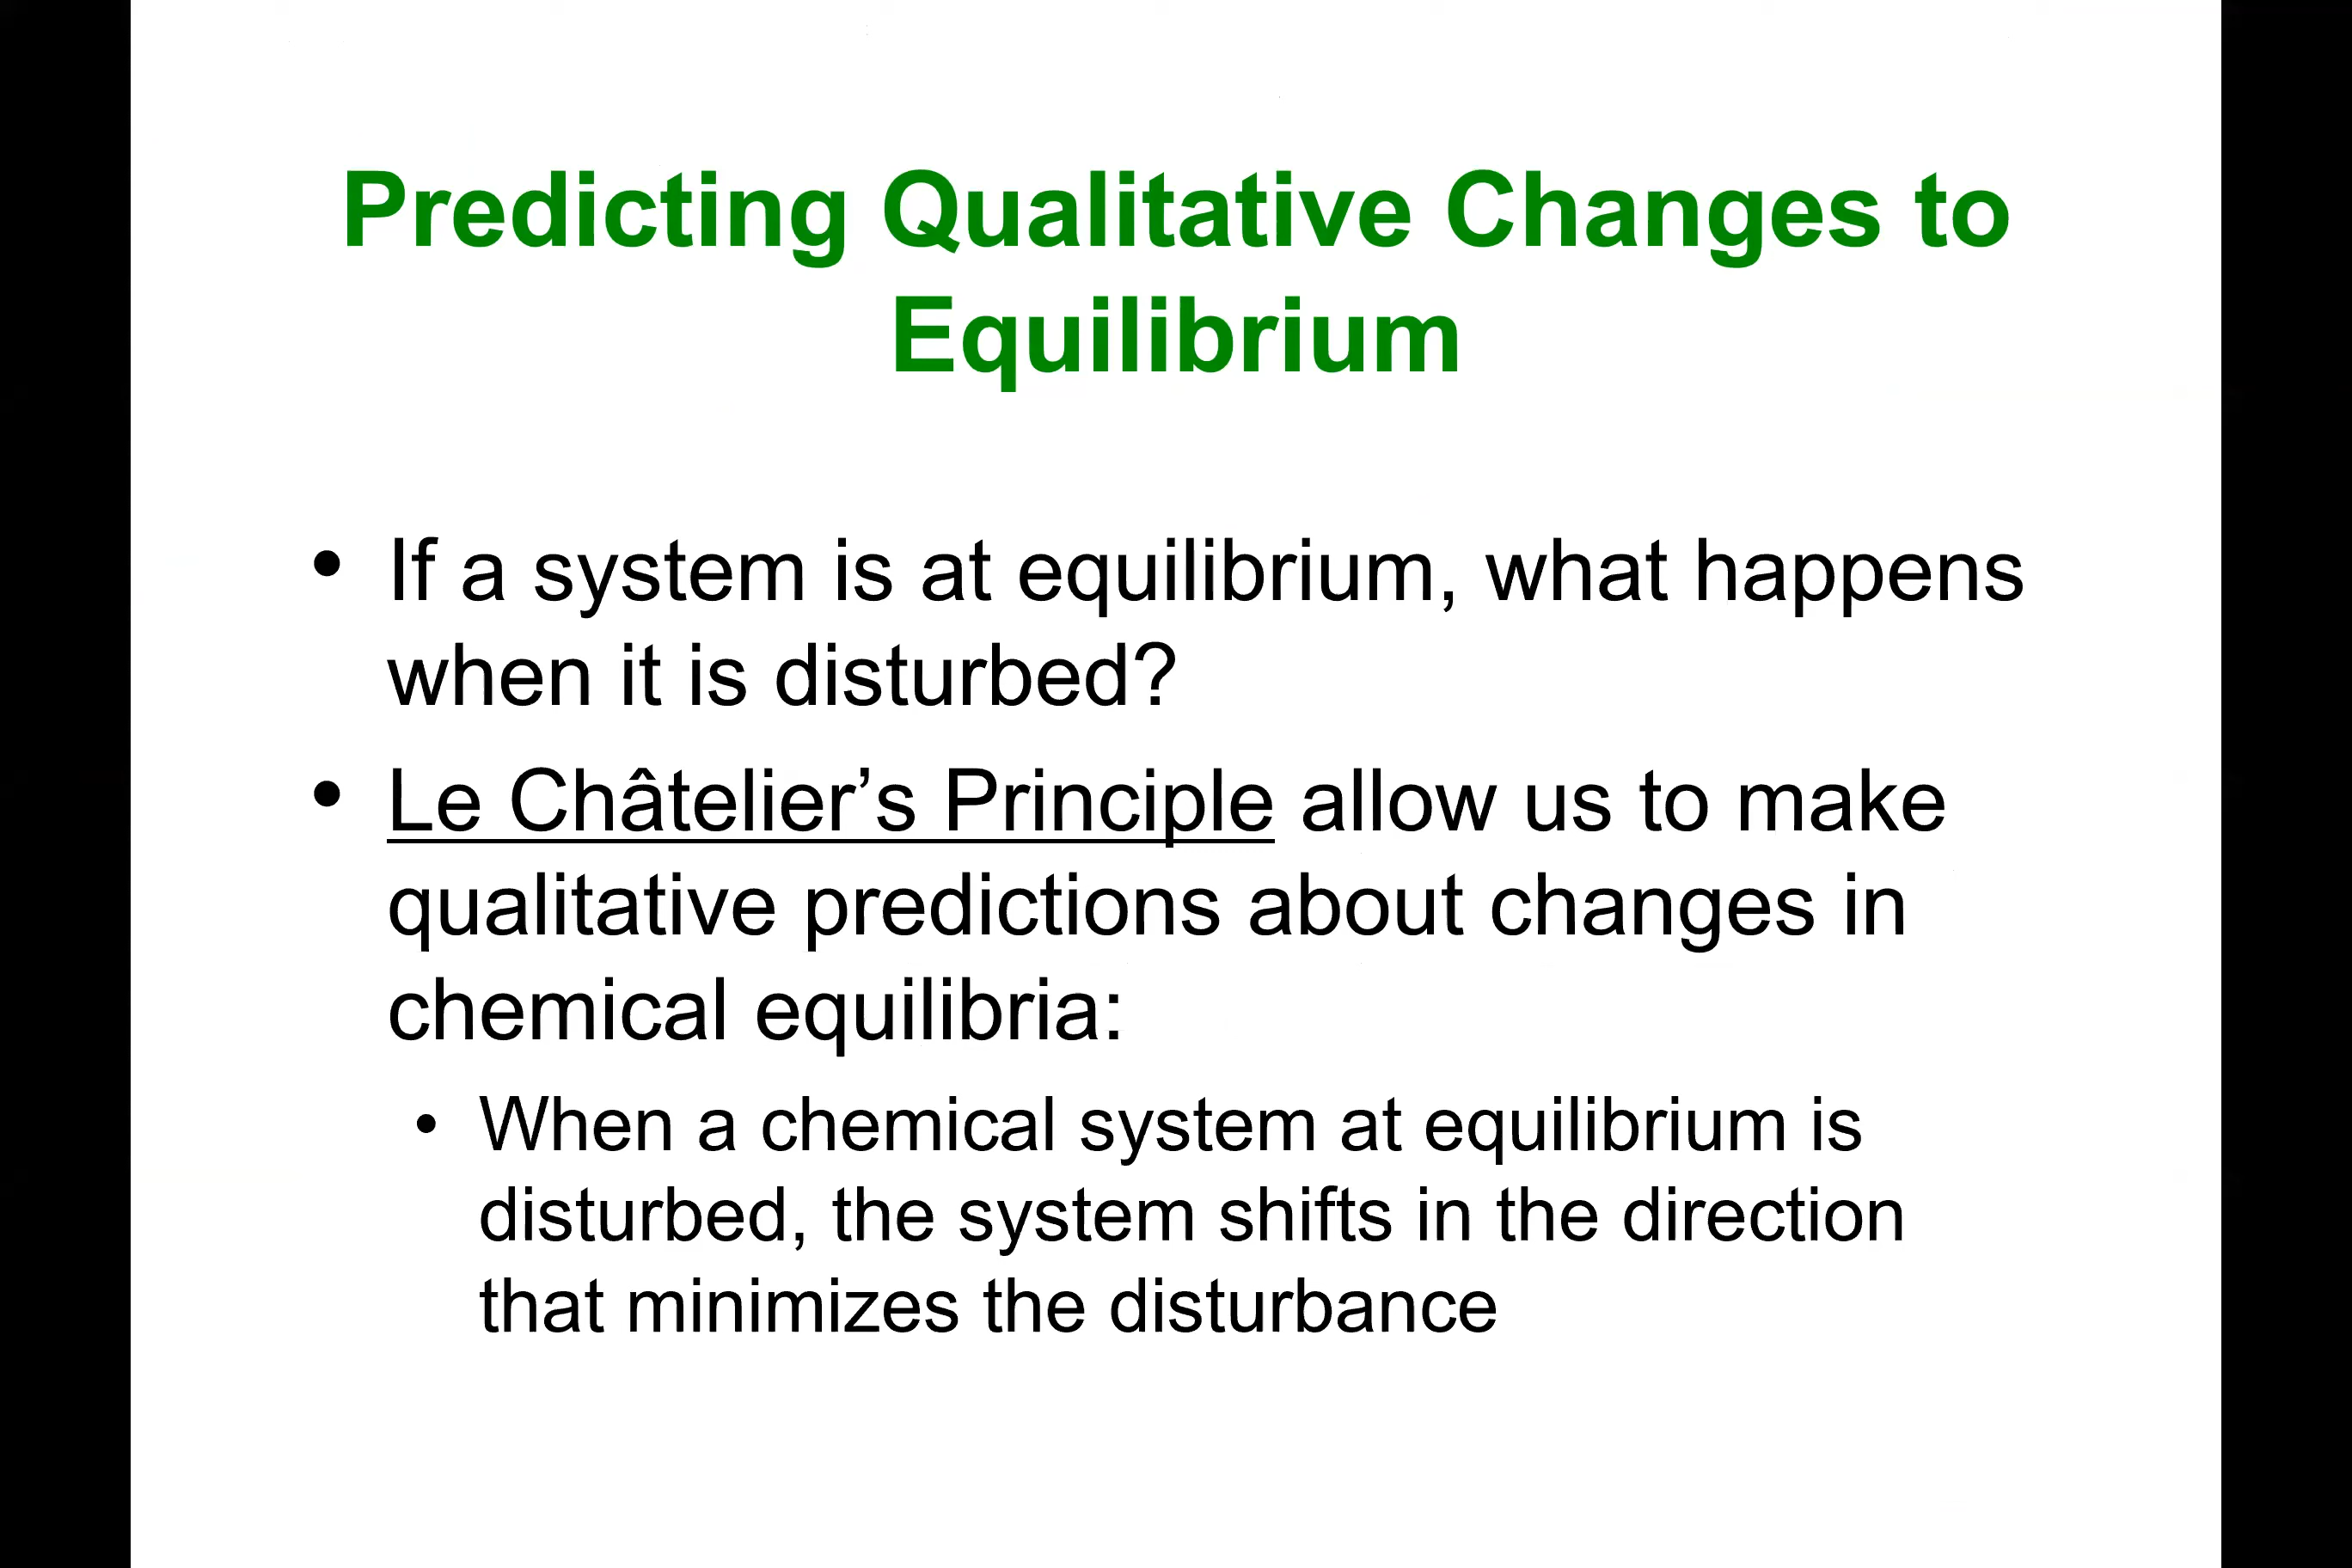 Predicting Qualitative Changes to
Equilibrium
• If a system is at equilibrium, what happens
when it is disturbed?
• Le Châtelier’s Principle allow us to make
qualitative predictions about changes in
chemical equilibria:
• When a chemical system at equilibrium is
disturbed, the system shifts in the direction
that minimizes the disturbance